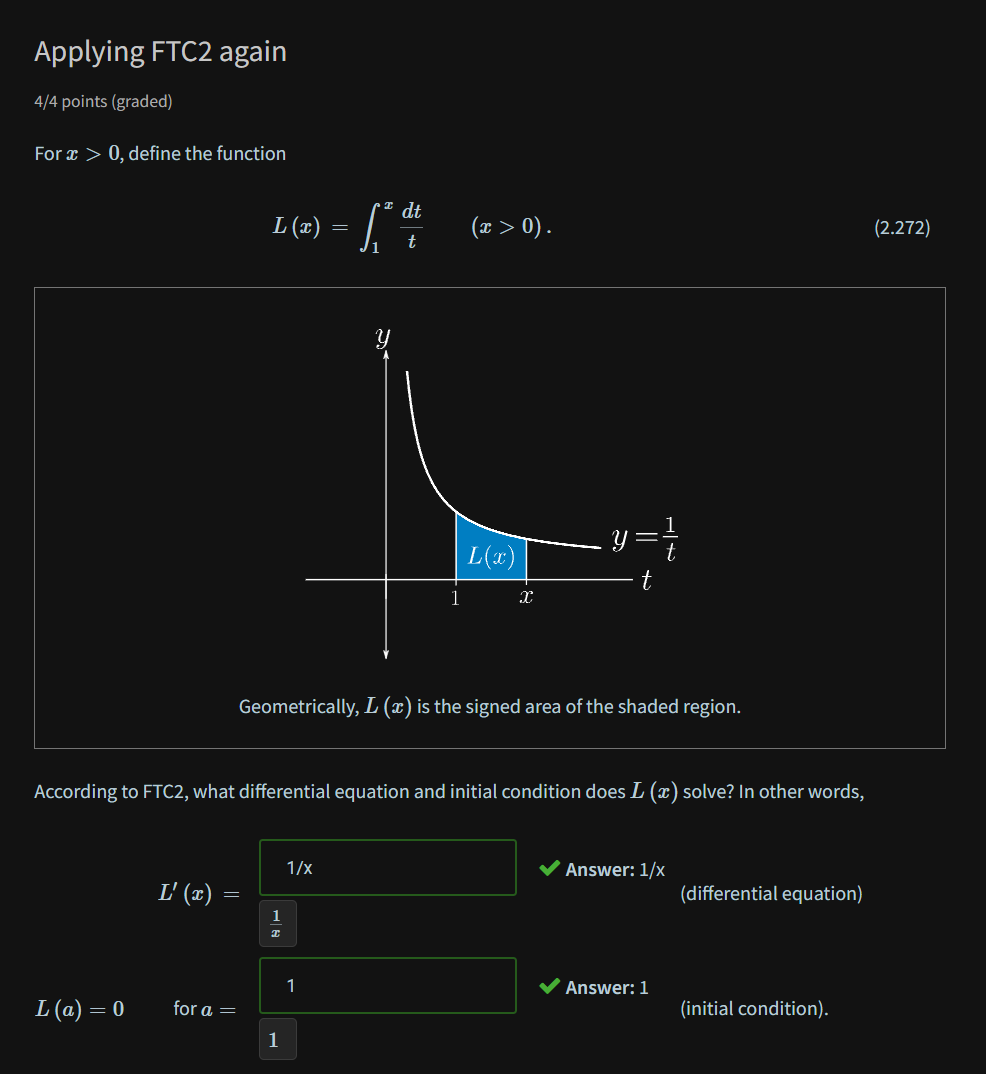 Applying FTC2 again
4/4 points (graded)
For x > 0, define the function
L(x) = ∫₁ˣ dt/t (x > 0). (2.272)
y
y = 1/t
L(x)
t
1 x
Geometrically, L(x) is the signed area of the shaded region.
According to FTC2, what differential equation and initial condition does L(x) solve? In other words,
1/x ✔ Answer: 1/x
L′(x) = (differential equation)
1/x
1 ✔ Answer: 1
L(a) = 0 for a = (initial condition).
1